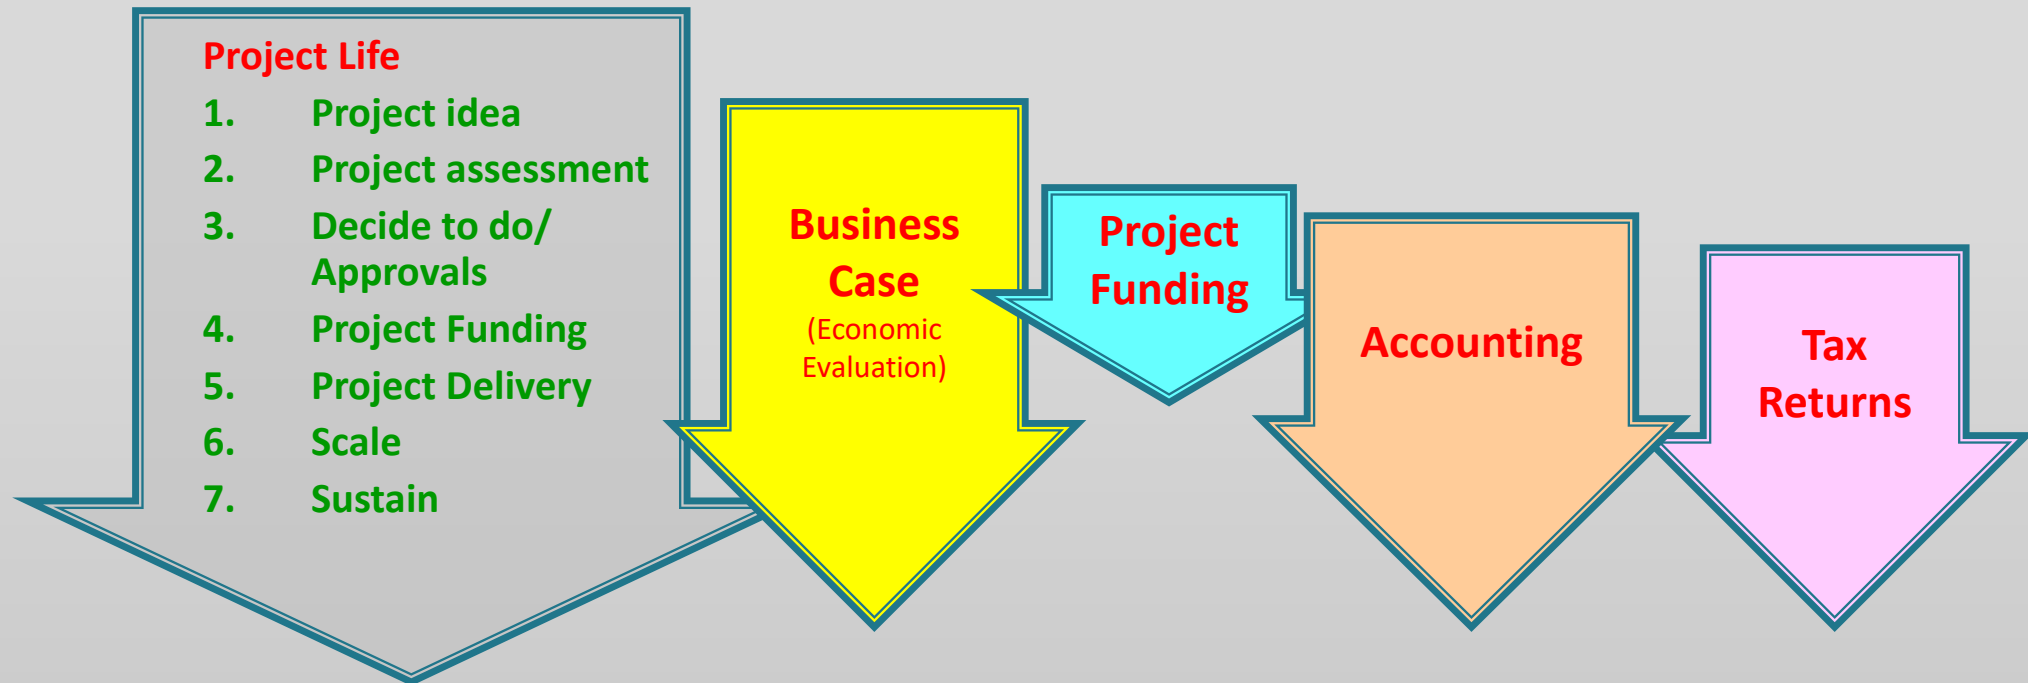 Project Life
1. Project idea
2. Project assessment
3. Decide to do/
Approvals
4. Project Funding
5. Project Delivery
6. Scale
7. Sustain
Business
Case
(Economic
Evaluation)
Project
Funding
Accounting
Tax
Returns